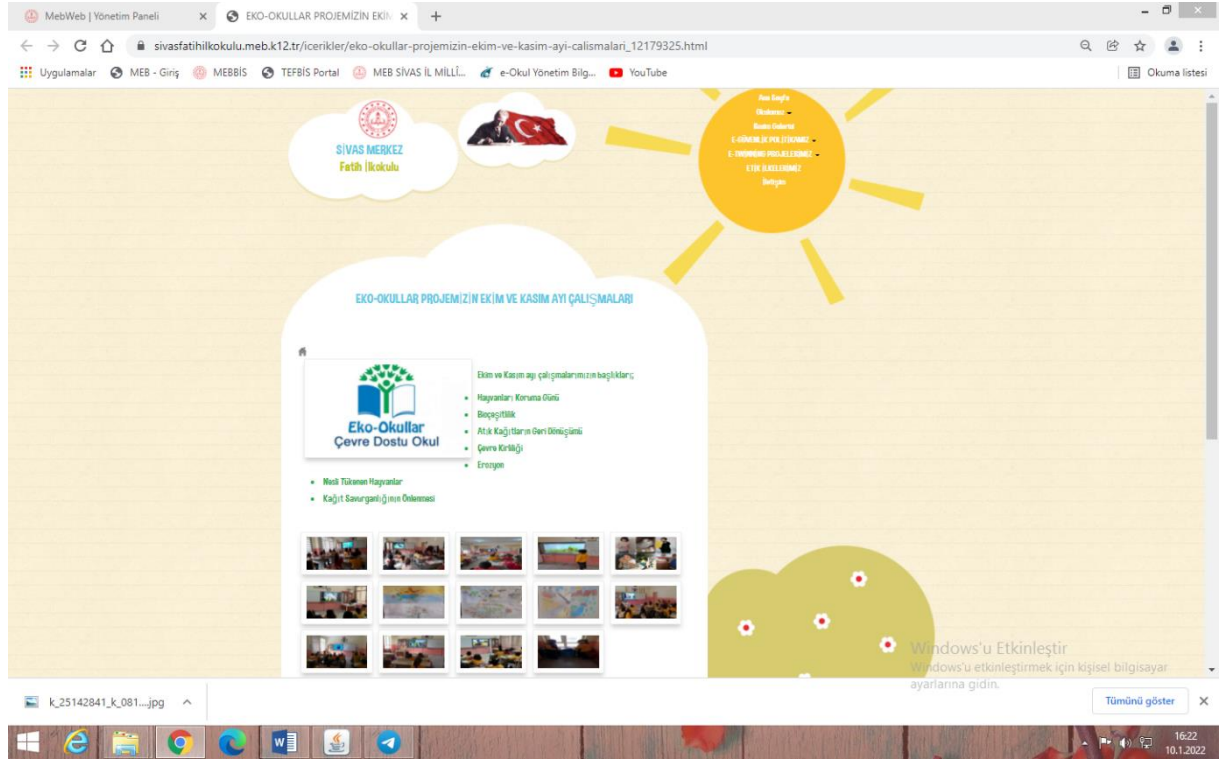 MebWeb | Yönetim Paneli
EKO-OKULLAR PROJEMİZİN EKİM
sivasfatihilkokulu.meb.k12.tr/icerikler/eko-okullar-projemizin-ekim-ve-kasim-ayi-calismalari_12179325.html
Uygulamalar MEB - Giriş MEBBİS TEFBİS Portal MEB SİVAS İL MİLLÎ... e-Okul Yönetim Bilg... YouTube Okuma listesi
SİVAS MERKEZ
Fatih İlkokulu
Ana Sayfa
Okulumuz
Resim Galerisi
E-GÜVENLİK POLİTİKAMIZ
E-TWINNING PROJELERİMİZ
ETİK İLKELERİMİZ
İletişim
EKO-OKULLAR PROJEMİZİN EKİM VE KASIM AYI ÇALIŞMALARI
Eko-Okullar
Çevre Dostu Okul
Ekim ve Kasım ayı çalışmalarımızın başlıkları;
Hayvanları Koruma Günü
Biyoçeşitlilik
Atık Kağıtların Geri Dönüşümü
Çevre Kirliliği
Erozyon
Nesli Tükenen Hayvanlar
Kağıt Savurganlığının Önlenmesi
Windows'u Etkinleştir
Windows'u etkinleştirmek için kişisel bilgisayar
ayarlarına gidin.
k_25142841_k_081....jpg
Tümünü göster
16:22
10.1.2022